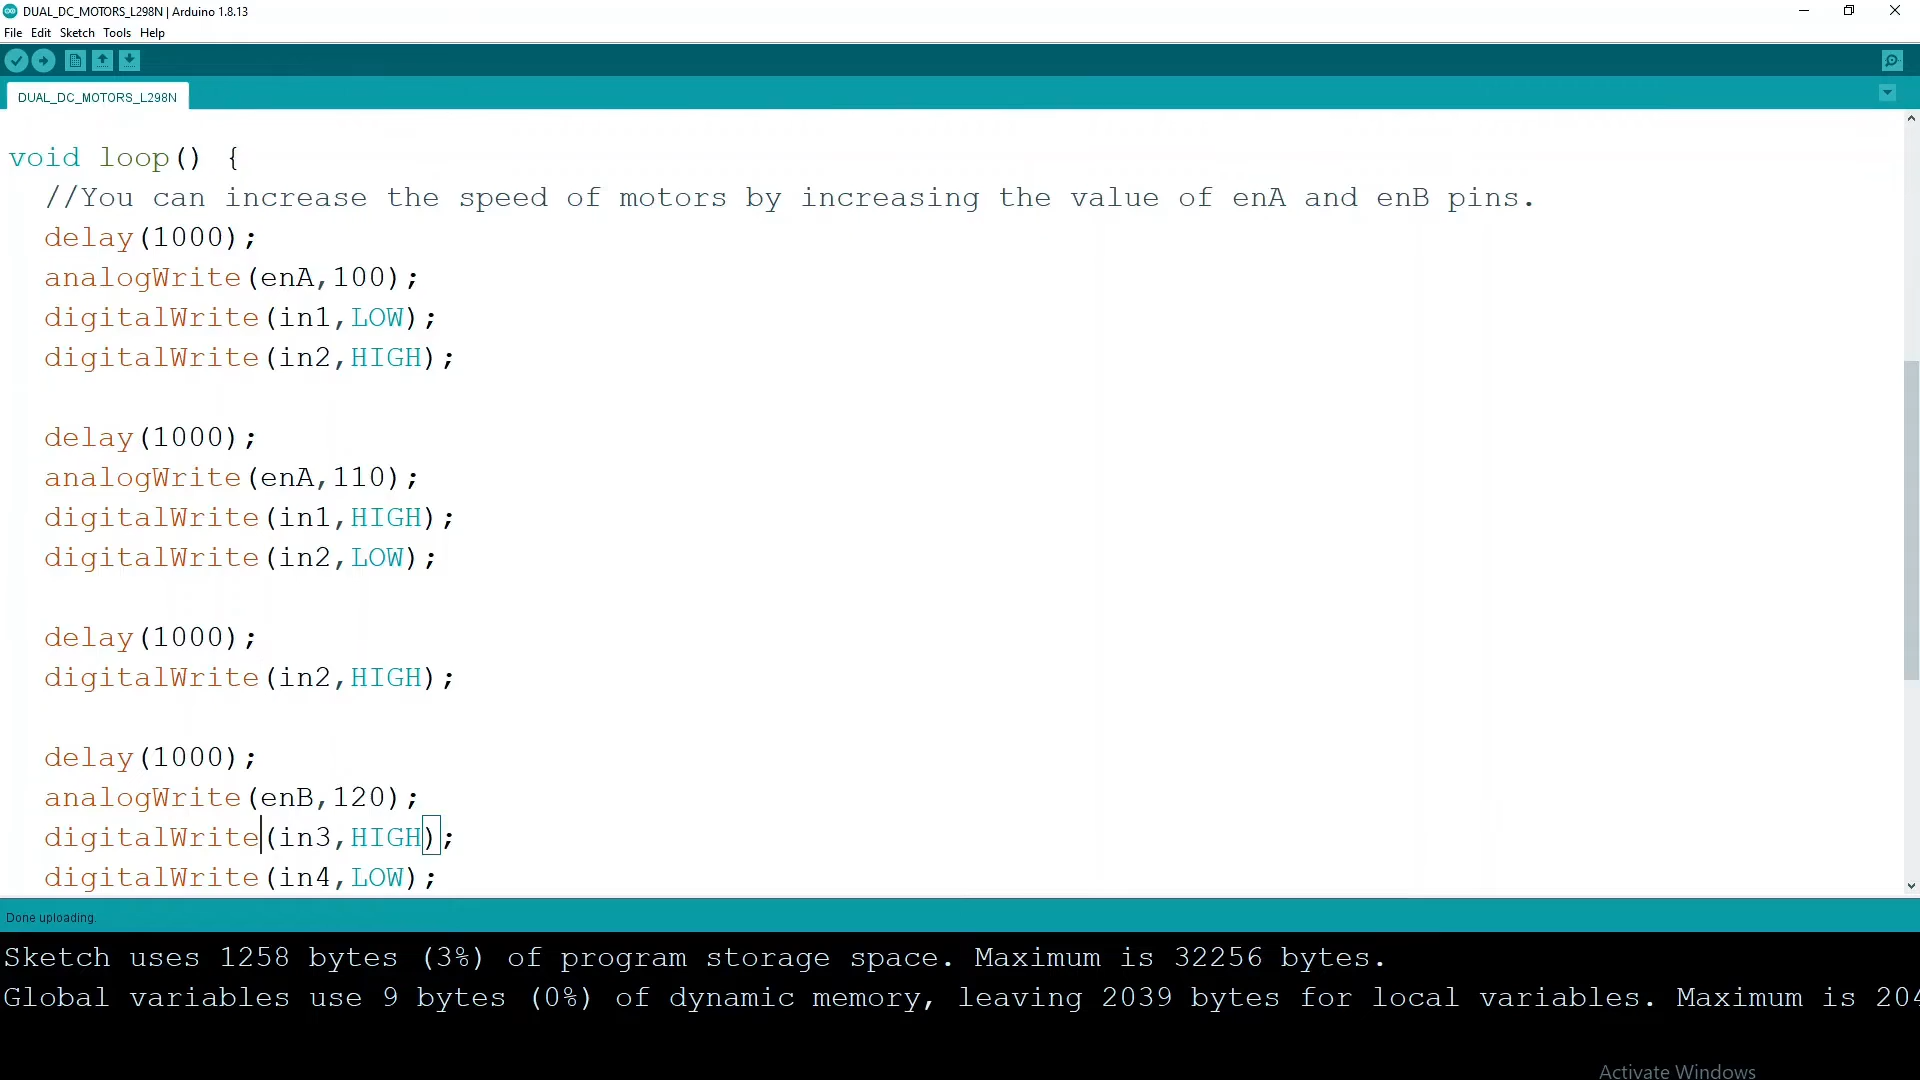 DUAL_DC_MOTORS_L298N | Arduino 1.8.13
File Edit Sketch Tools Help
DUAL_DC_MOTORS_L298N
void loop() {
//You can increase the speed of motors by increasing the value of enA and enB pins.
delay(1000);
analogWrite(enA,100);
digitalWrite(in1,LOW);
digitalWrite(in2,HIGH);
delay(1000);
analogWrite(enA,110);
digitalWrite(in1,HIGH);
digitalWrite(in2,LOW);
delay(1000);
digitalWrite(in2,HIGH);
delay(1000);
analogWrite(enB,120);
digitalWrite(in3,HIGH);
digitalWrite(in4,LOW);
Done uploading.
Sketch uses 1258 bytes (3%) of program storage space. Maximum is 32256 bytes.
Global variables use 9 bytes (0%) of dynamic memory, leaving 2039 bytes for local variables. Maximum is 204
Activate Windows